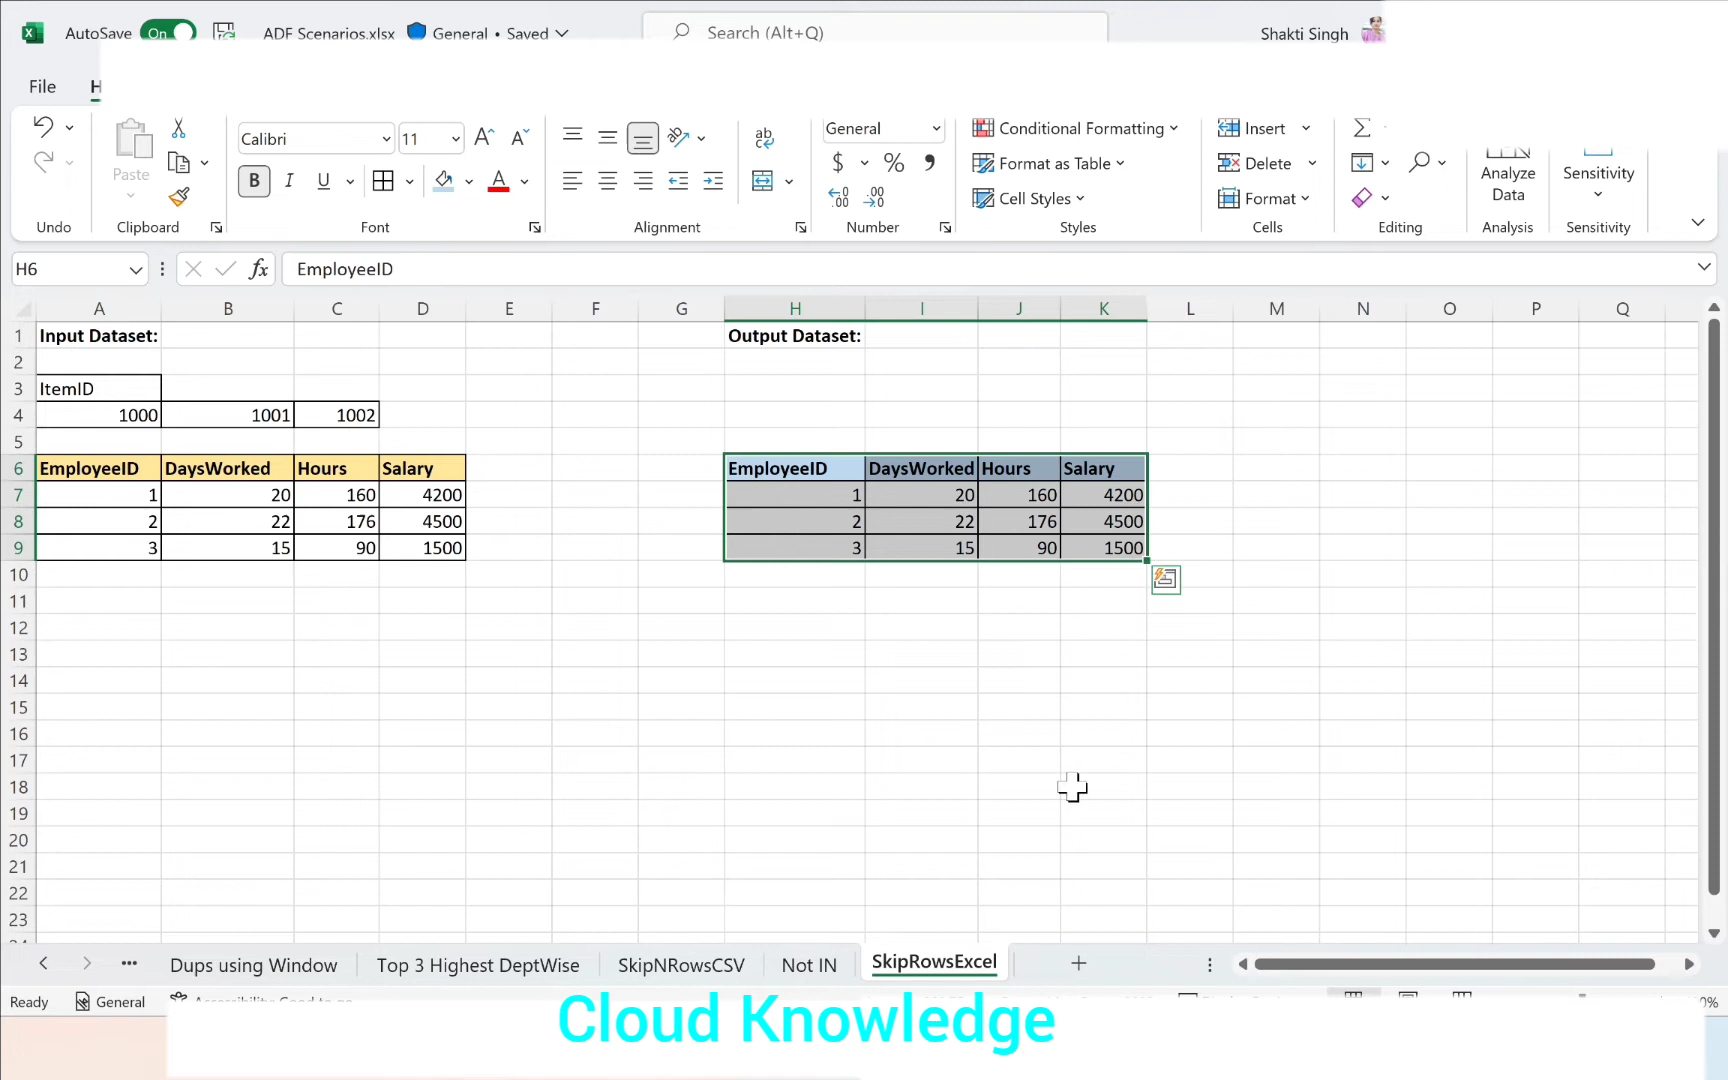 AutoSave On ADF Scenarios.xlsx General • Saved Search (Alt+Q) Shakti Singh
File H
Paste
Calibri 11
B I U A
ab
General
$ % 9
Conditional Formatting
Format as Table
Cell Styles
Insert
Delete
Format
Analyze
Data
Sensitivity
Undo Clipboard Font Alignment Number Styles Cells Editing Analysis Sensitivity
H6 fx EmployeeID
A B C D E F G H I J K L M N O P Q
1 Input Dataset: Output Dataset:
2
3 ItemID
4 1000 1001 1002
5
6 EmployeeID DaysWorked Hours Salary EmployeeID DaysWorked Hours Salary
7 1 20 160 4200 1 20 160 4200
8 2 22 176 4500 2 22 176 4500
9 3 15 90 1500 3 15 90 1500
10
11
12
13
14
15
16
17
18
19
20
21
22
23
Dups using Window Top 3 Highest DeptWise SkipNRowsCSV Not IN SkipRowsExcel
Ready General
Cloud Knowledge